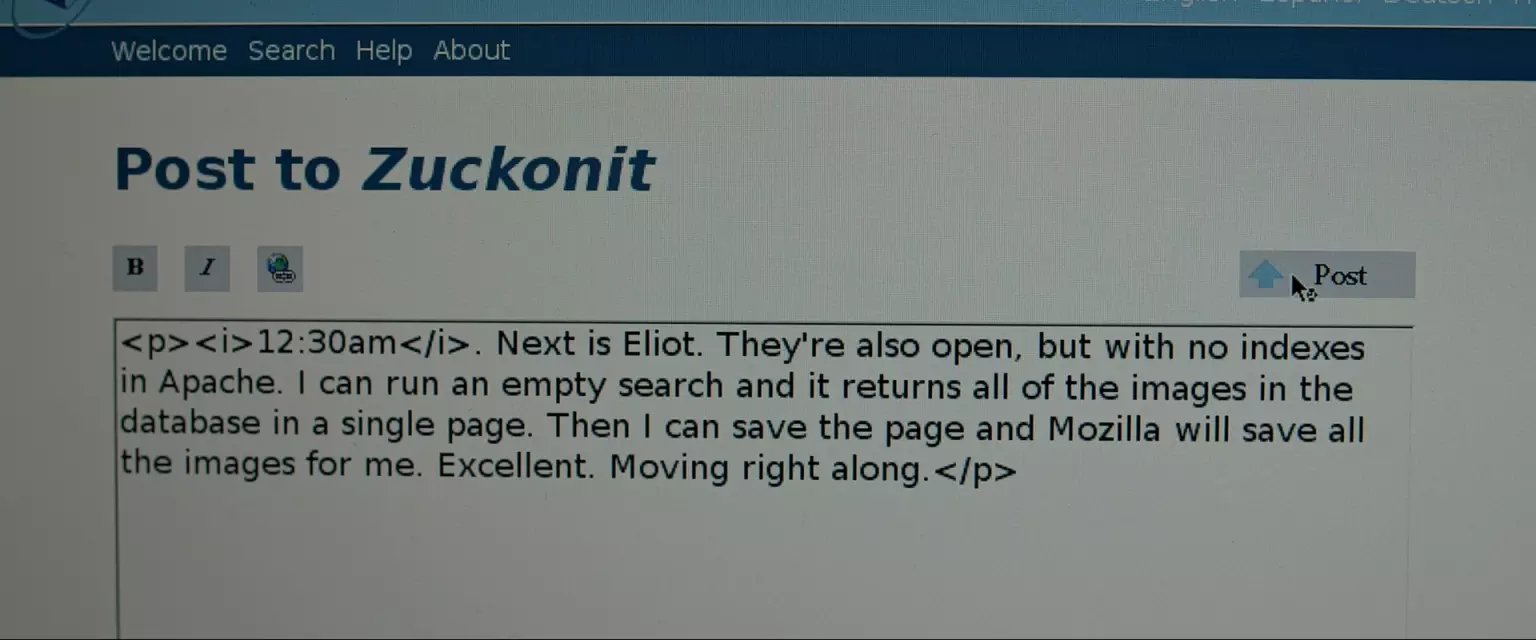 English Español Deutsch
Welcome Search Help About
Post to Zuckonit
B I
Post
<p><i>12:30am</i>. Next is Eliot. They're also open, but with no indexes
in Apache. I can run an empty search and it returns all of the images in the
database in a single page. Then I can save the page and Mozilla will save all
the images for me. Excellent. Moving right along.</p>